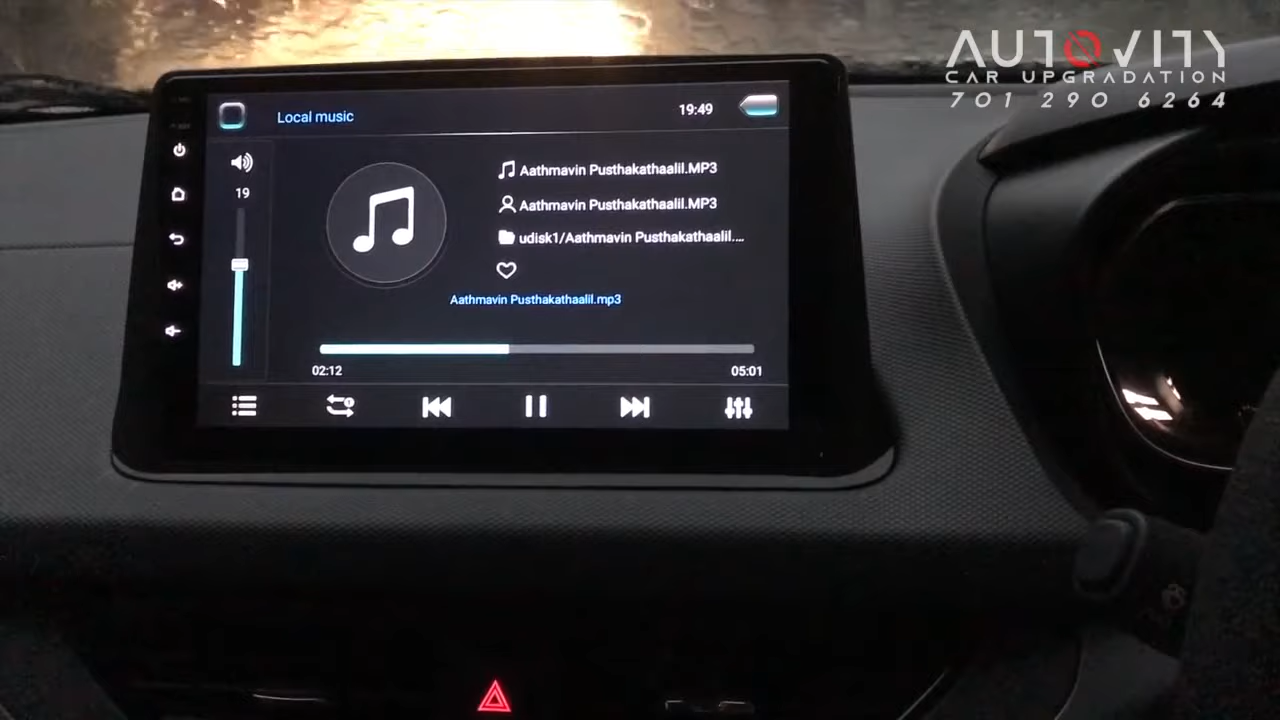 AUTOVITY
CAR UPGRADATION
701 290 6264
Local music
19:49
19
Aathmavin Pusthakathaalil.MP3
Aathmavin Pusthakathaalil.MP3
udisk1/Aathmavin Pusthakathaalil....
Aathmavin Pusthakathaalil.mp3
02:12
05:01